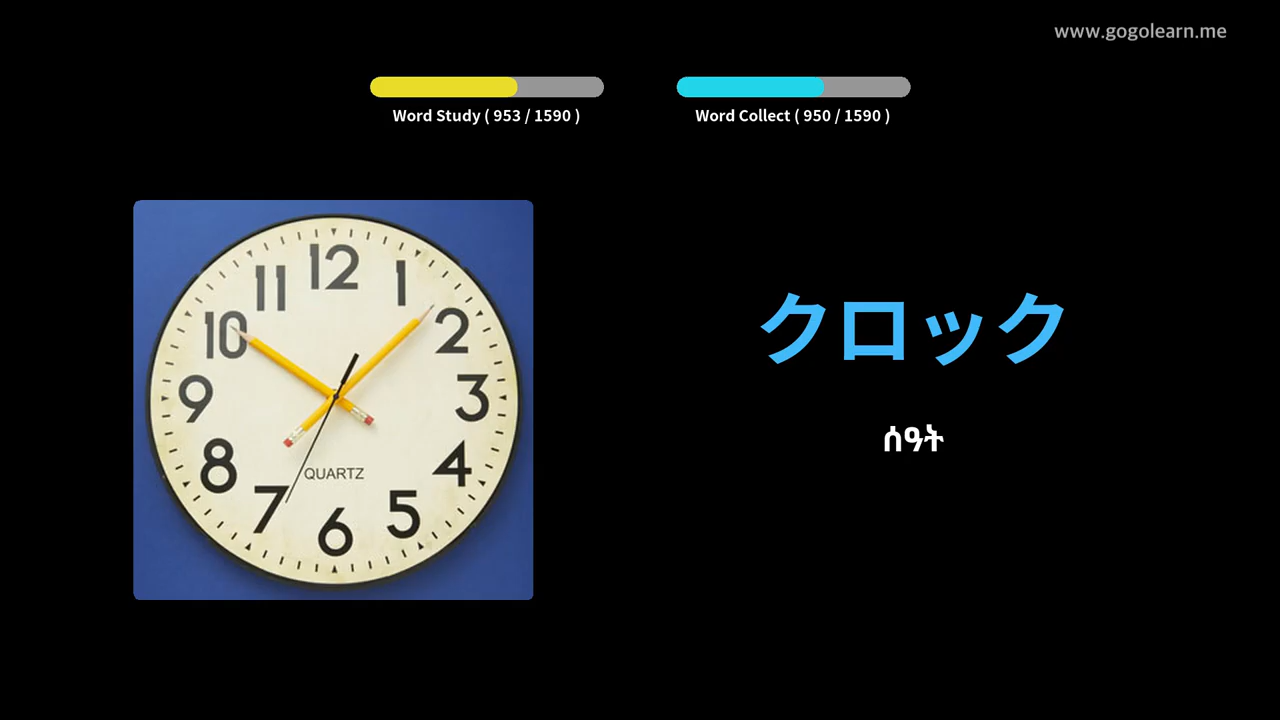 www.gogolearn.me
Word Study ( 953 / 1590 )
Word Collect ( 950 / 1590 )
12
11
1
10
2
9
3
8
4
7
5
6
QUARTZ
クロック
ሰዓት